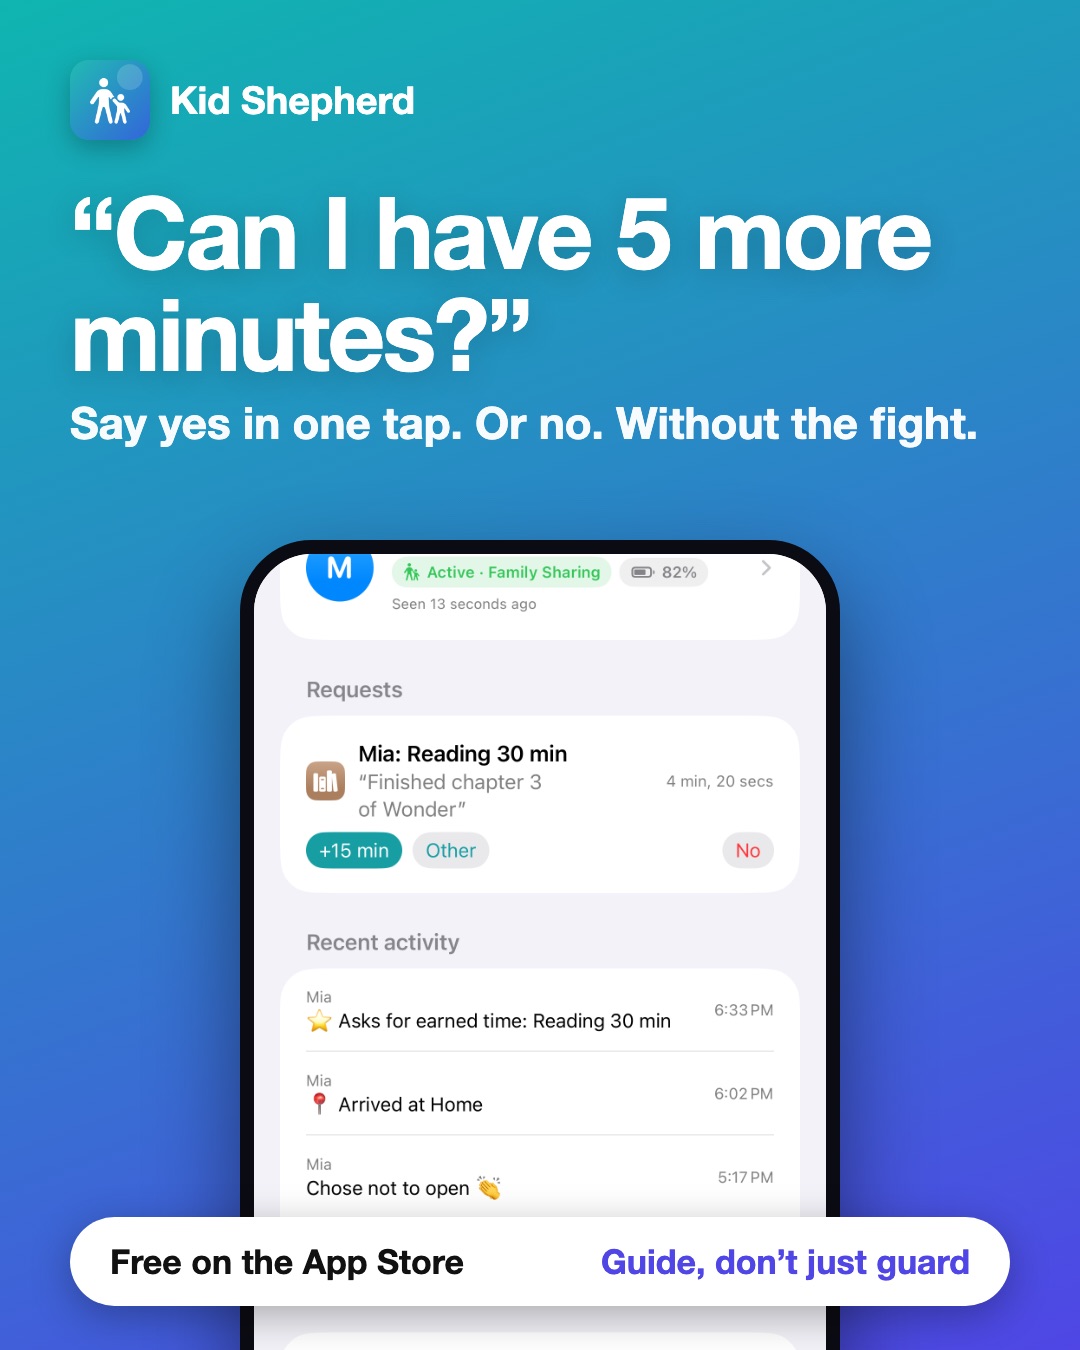 Kid Shepherd
“Can I have 5 more
minutes?”
Say yes in one tap. Or no. Without the fight.
M
Active · Family Sharing
82%
Seen 13 seconds ago
Requests
Mia: Reading 30 min
“Finished chapter 3
of Wonder”
4 min, 20 secs
+15 min
Other
No
Recent activity
Mia
⭐ Asks for earned time: Reading 30 min
6:33 PM
Mia
📍 Arrived at Home
6:02 PM
Mia
Chose not to open 👏
5:17 PM
Free on the App Store
Guide, don’t just guard